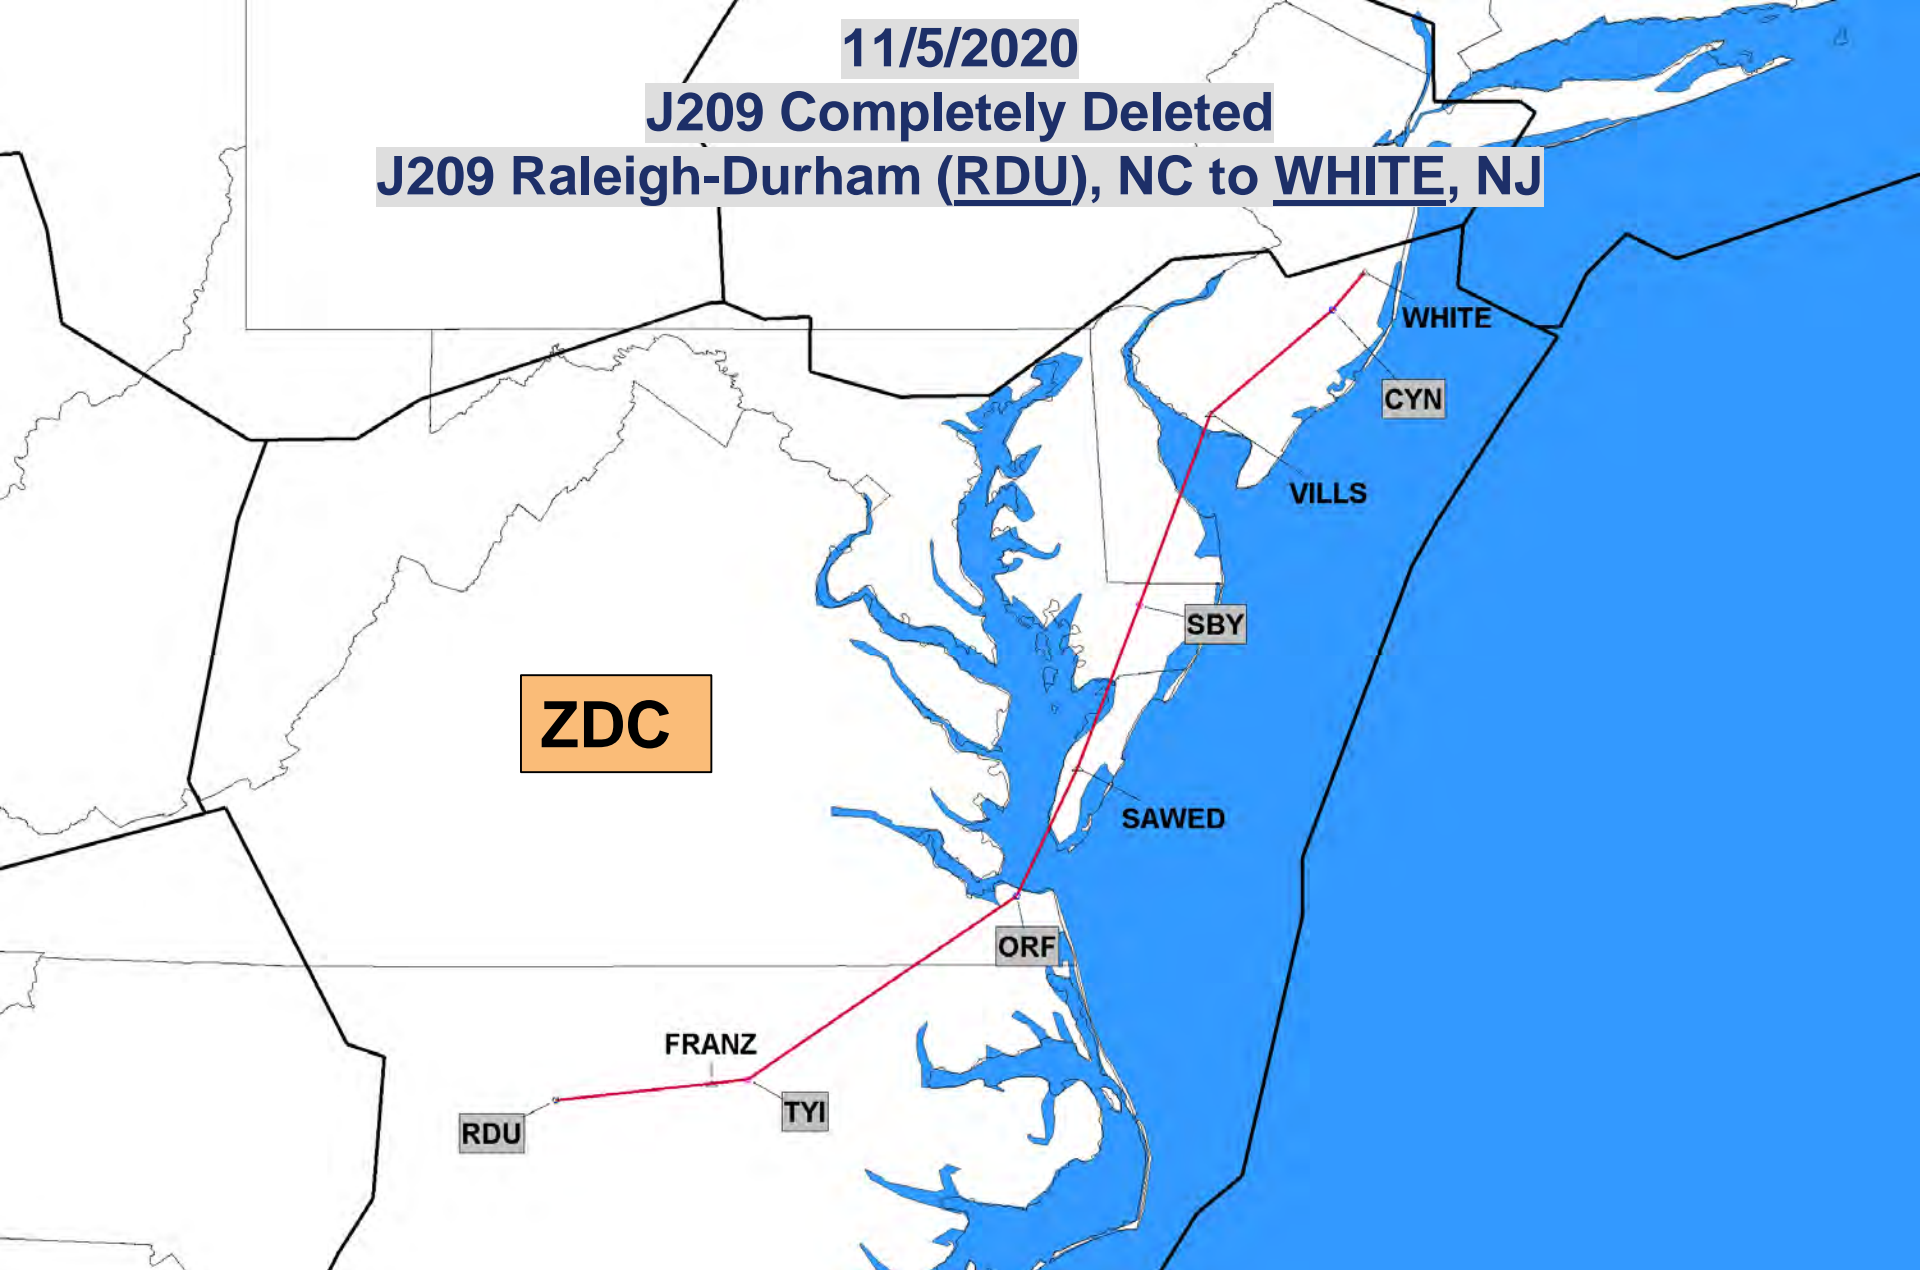 11/5/2020
J209 Completely Deleted
J209 Raleigh-Durham (RDU), NC to WHITE, NJ
WHITE
CYN
VILLS
SBY
ZDC
SAWED
ORF
FRANZ
TYI
RDU